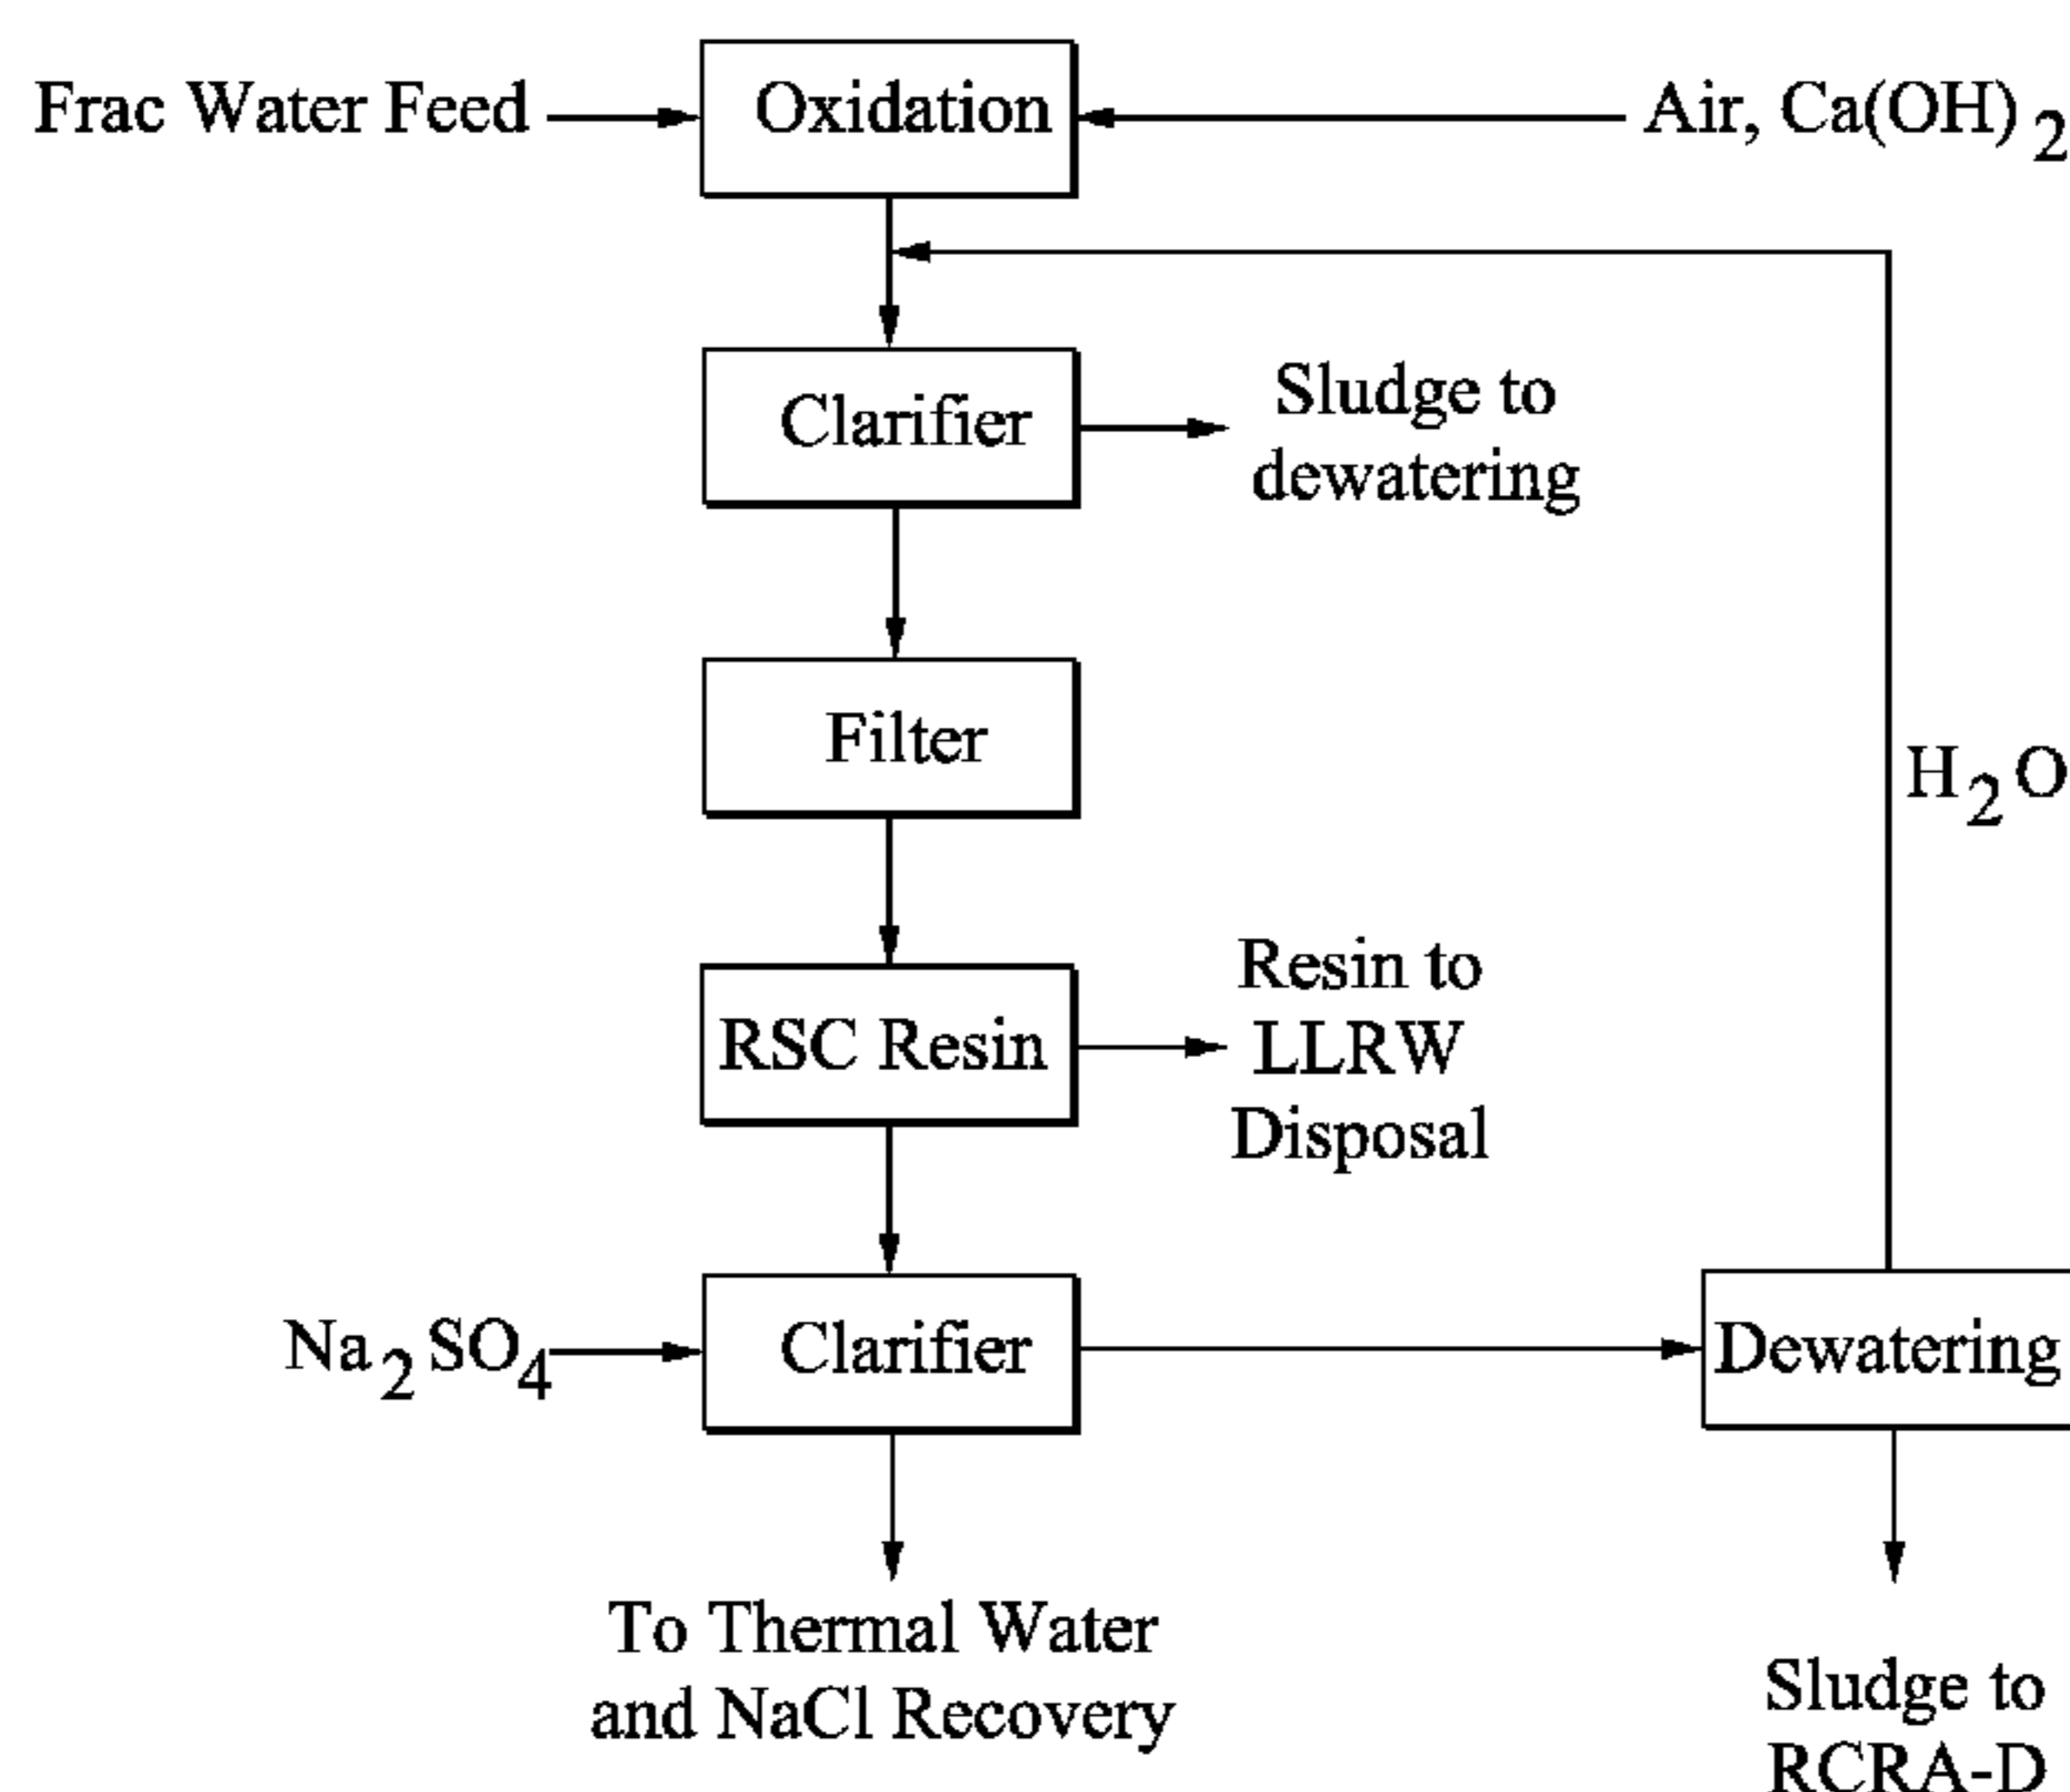 Frac Water Feed
Oxidation
Air, Ca(OH)2
Clarifier
Sludge to
dewatering
Filter
H2O
RSC Resin
Resin to
LLRW
Disposal
Na2SO4
Clarifier
Dewatering
To Thermal Water
and NaCl Recovery
Sludge to
RCRA-D